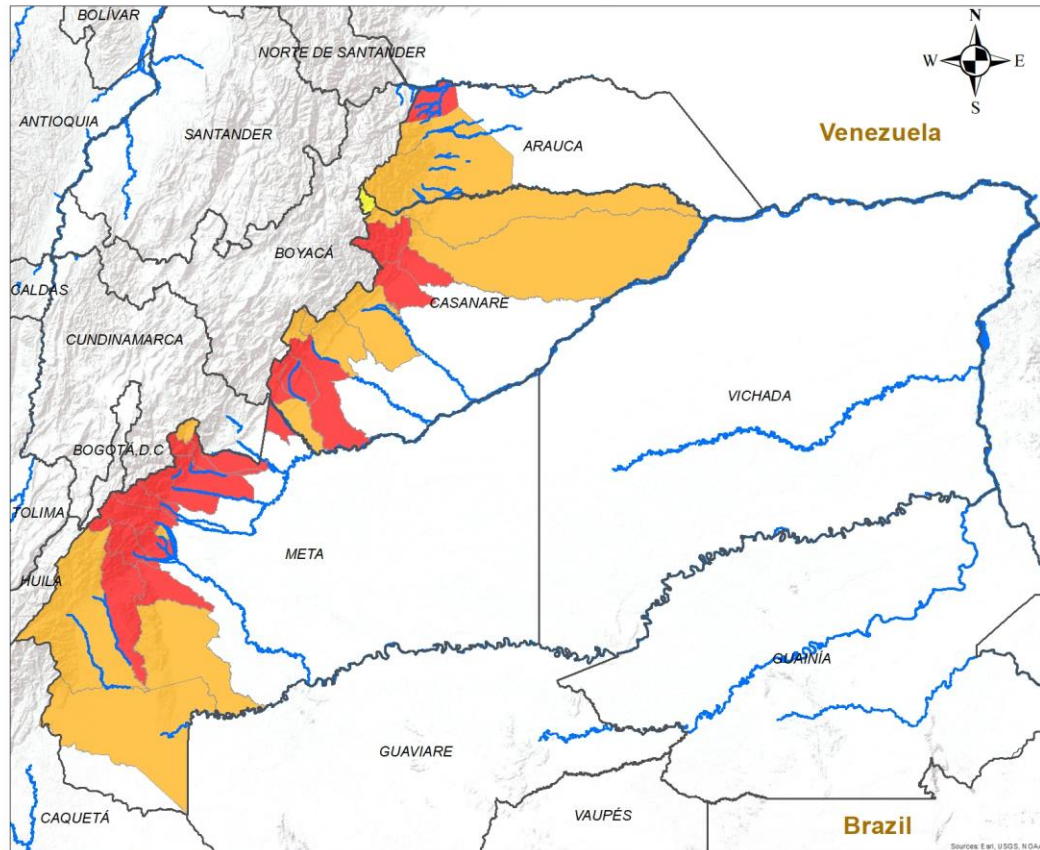 BOLÍVAR
N
NORTE DE SANTANDER
W
E
S
ANTIOQUIA
SANTANDER
ARAUCA
Venezuela
BOYACÁ
CALDAS
CASANARE
CUNDINAMARCA
VICHADA
BOGOTÁ,D.C
TOLIMA
META
HUILA
GUAINÍA
GUAVIARE
CAQUETÁ
VAUPÉS
Brazil
Sources: Esri, USGS, NOAA